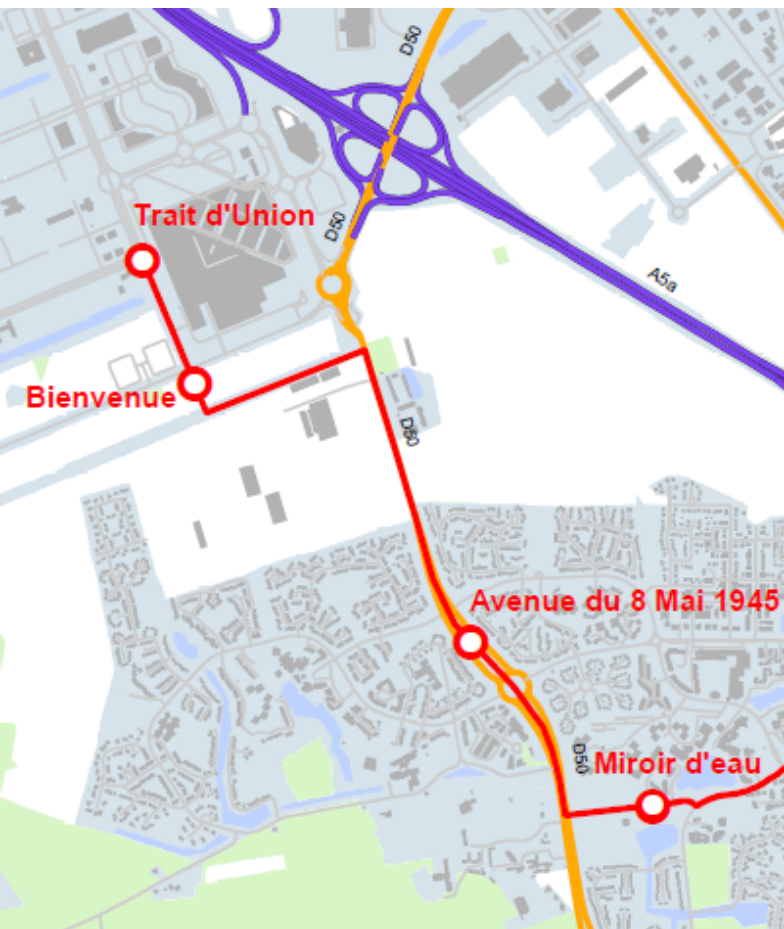 D50
Trait d'Union
D50
A5a
Bienvenue
D50
Avenue du 8 Mai 1945
D50
Miroir d'eau